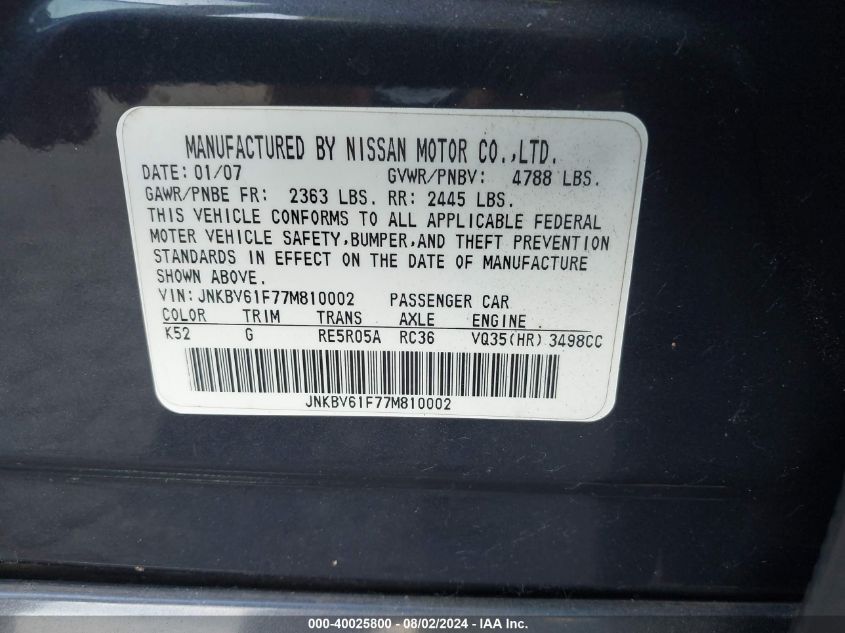 MANUFACTURED BY NISSAN MOTOR CO.,LTD.
DATE: 01/07 GVWR/PNBV: 4788 LBS.
GAWR/PNBE FR: 2363 LBS. RR: 2445 LBS.
THIS VEHICLE CONFORMS TO ALL APPLICABLE FEDERAL
MOTER VEHICLE SAFETY,BUMPER,AND THEFT PREVENTION
STANDARDS IN EFFECT ON THE DATE OF MANUFACTURE
SHOWN ABOVE.
VIN: JNKBV61F77M810002 PASSENGER CAR
COLOR TRIM TRANS AXLE ENGINE
K52 G RE5R05A RC36 VQ35(HR) 3498CC
JNKBV61F77M810002
000-40025800 - 08/02/2024 - IAA Inc.